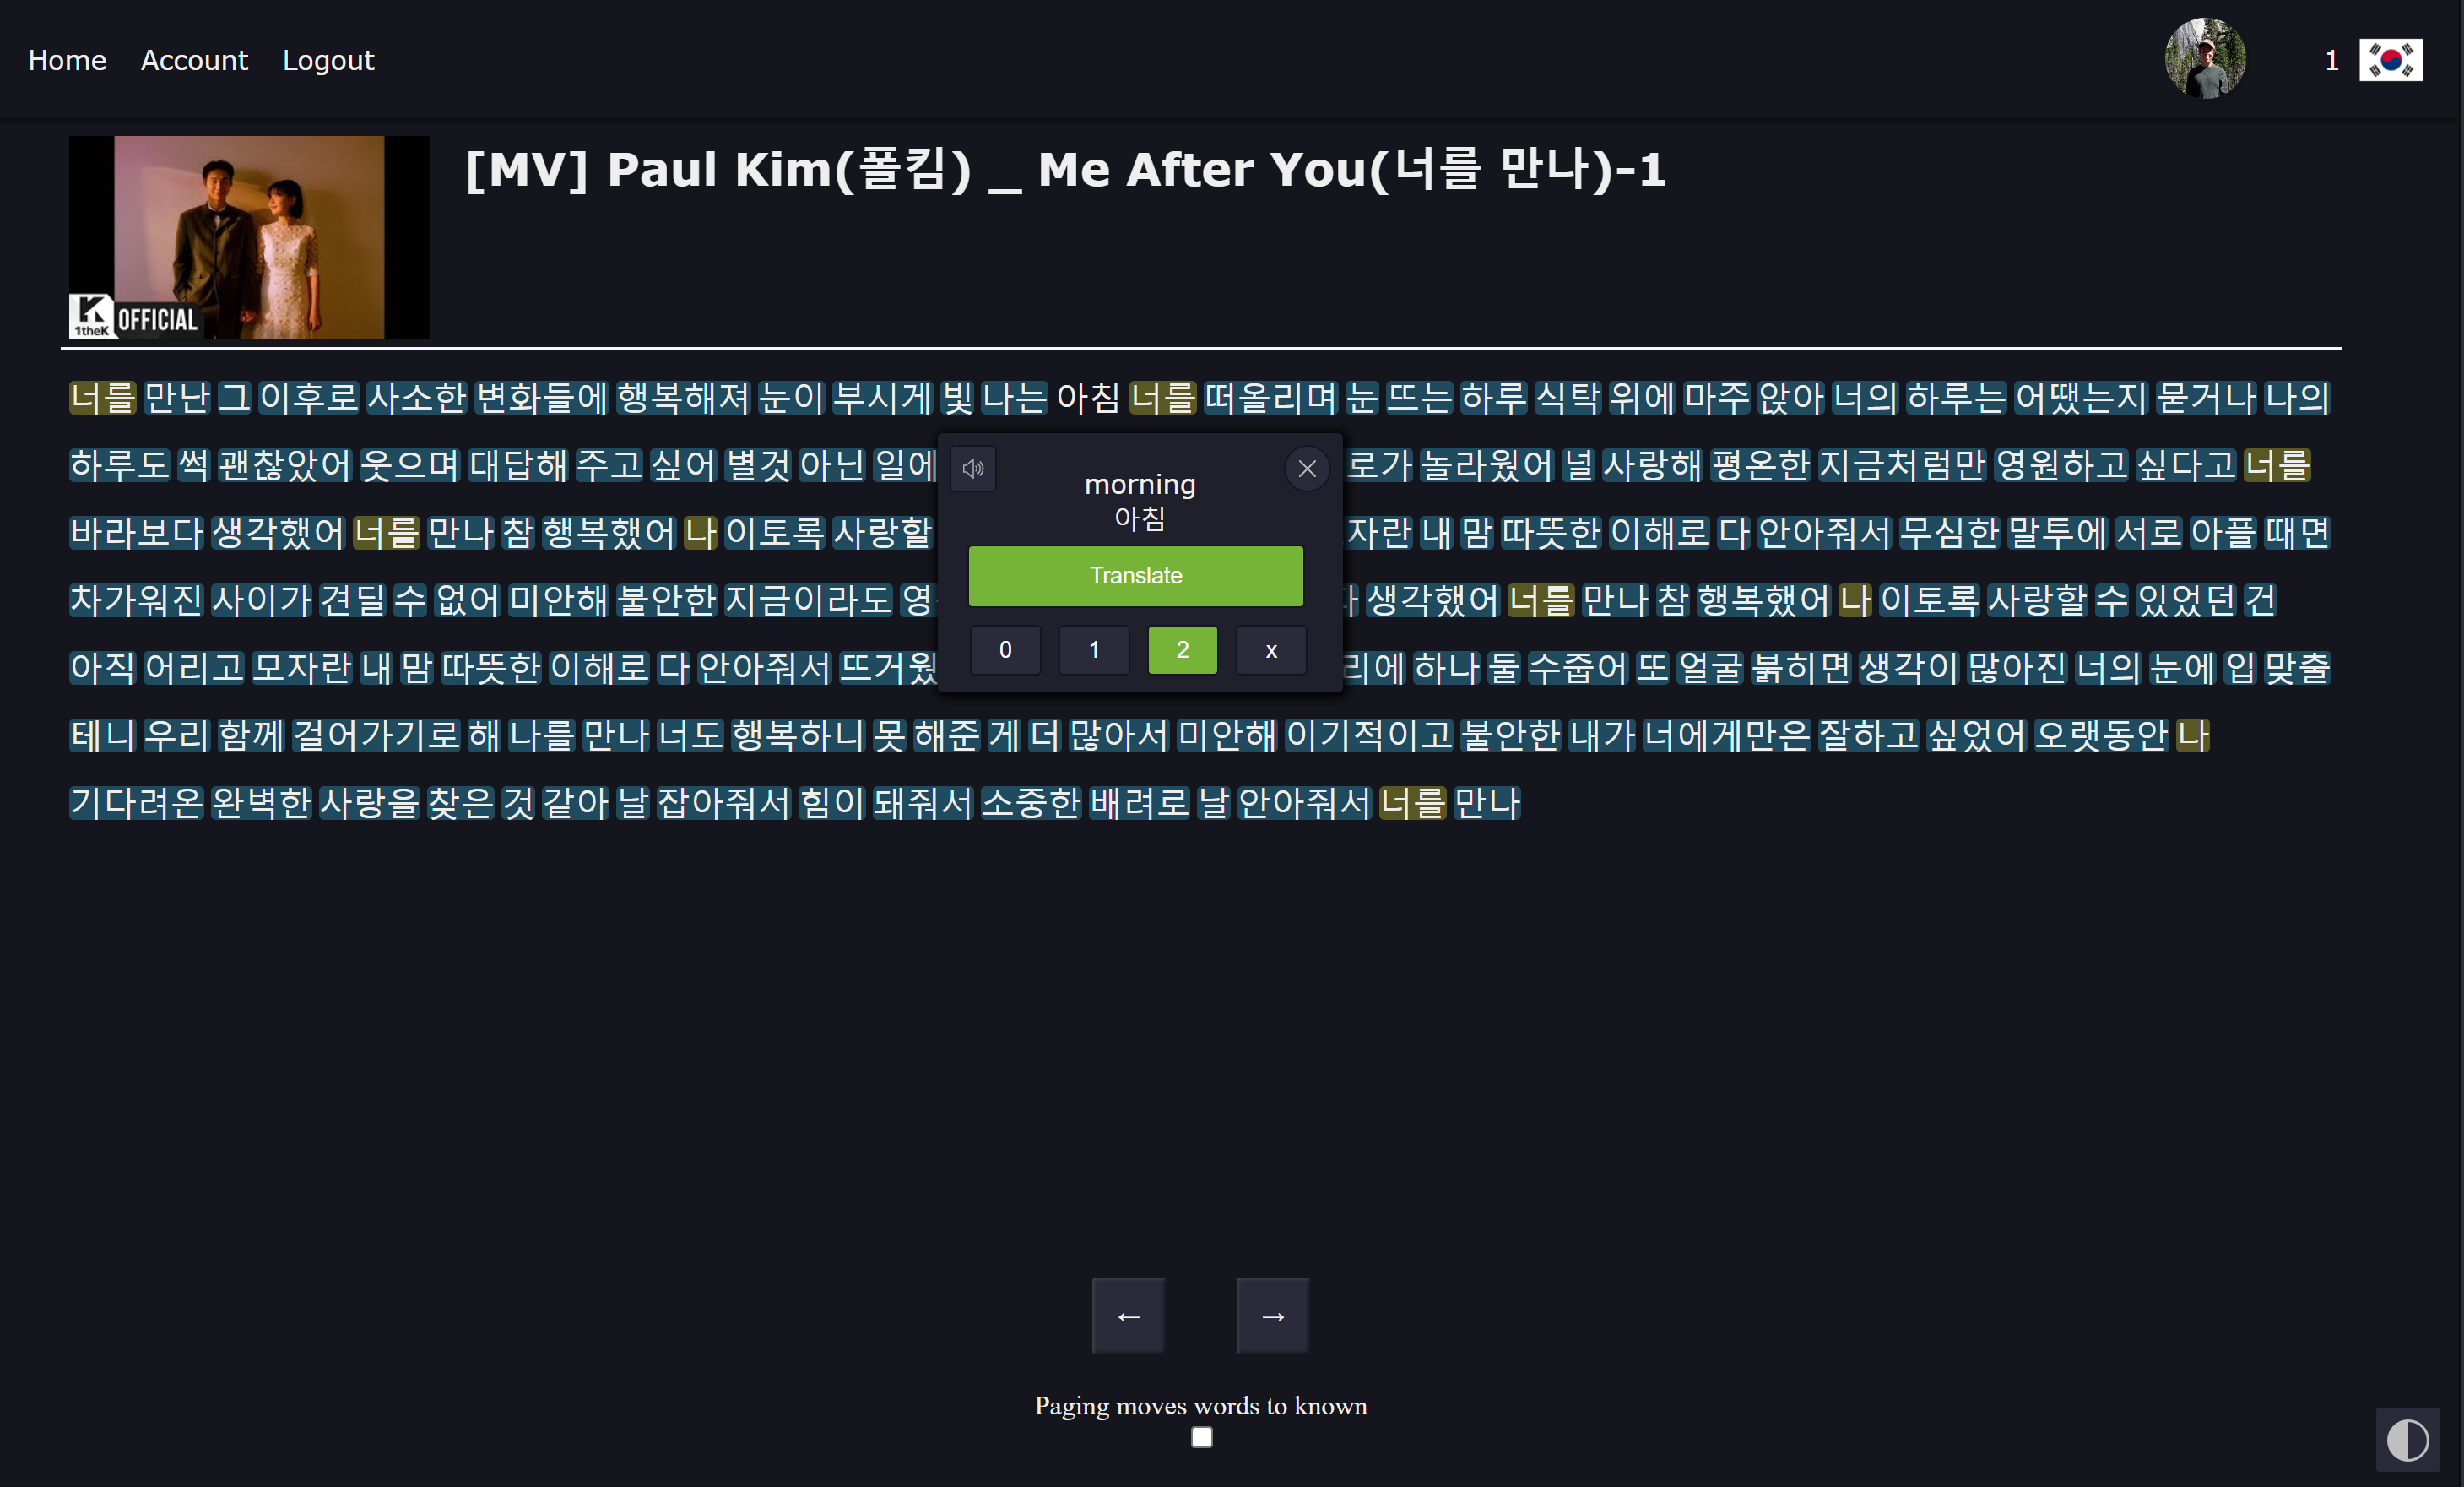 Home Account Logout 1
[MV] Paul Kim(폴킴) _ Me After You(너를 만나)-1
K
1theK OFFICIAL
너를 만난 그 이후로 사소한 변화들에 행복해져 눈이 부시게 빛 나는 아침 너를 떠올리며 눈 뜨는 하루 식탁 위에 마주 앉아 너의 하루는 어땠는지 묻거나 나의
하루도 썩 괜찮았어 웃으며 대답해 주고 싶어 별것 아닌 일에 로가 놀라웠어 널 사랑해 평온한 지금처럼만 영원하고 싶다고 너를
바라보다 생각했어 너를 만나 참 행복했어 나 이토록 사랑할 자란 내 맘 따뜻한 이해로 다 안아줘서 무심한 말투에 서로 아플 때면
차가워진 사이가 견딜 수 없어 미안해 불안한 지금이라도 생각했어 너를 만나 참 행복했어 나 이토록 사랑할 수 있었던 건
아직 어리고 모자란 내 맘 따뜻한 이해로 다 안아줘서 뜨거웠 리에 하나 둘 수줍어 또 얼굴 붉히면 생각이 많아진 너의 눈에 입 맞출
테니 우리 함께 걸어가기로 해 나를 만나 너도 행복하니 못 해준 게 더 많아서 미안해 이기적이고 불안한 내가 너에게만은 잘하고 싶었어 오랫동안 나
기다려온 완벽한 사랑을 찾은 것 같아 날 잡아줘서 힘이 돼줘서 소중한 배려로 날 안아줘서 너를 만나
morning
아침
Translate
0 1 2 x
← →
Paging moves words to known